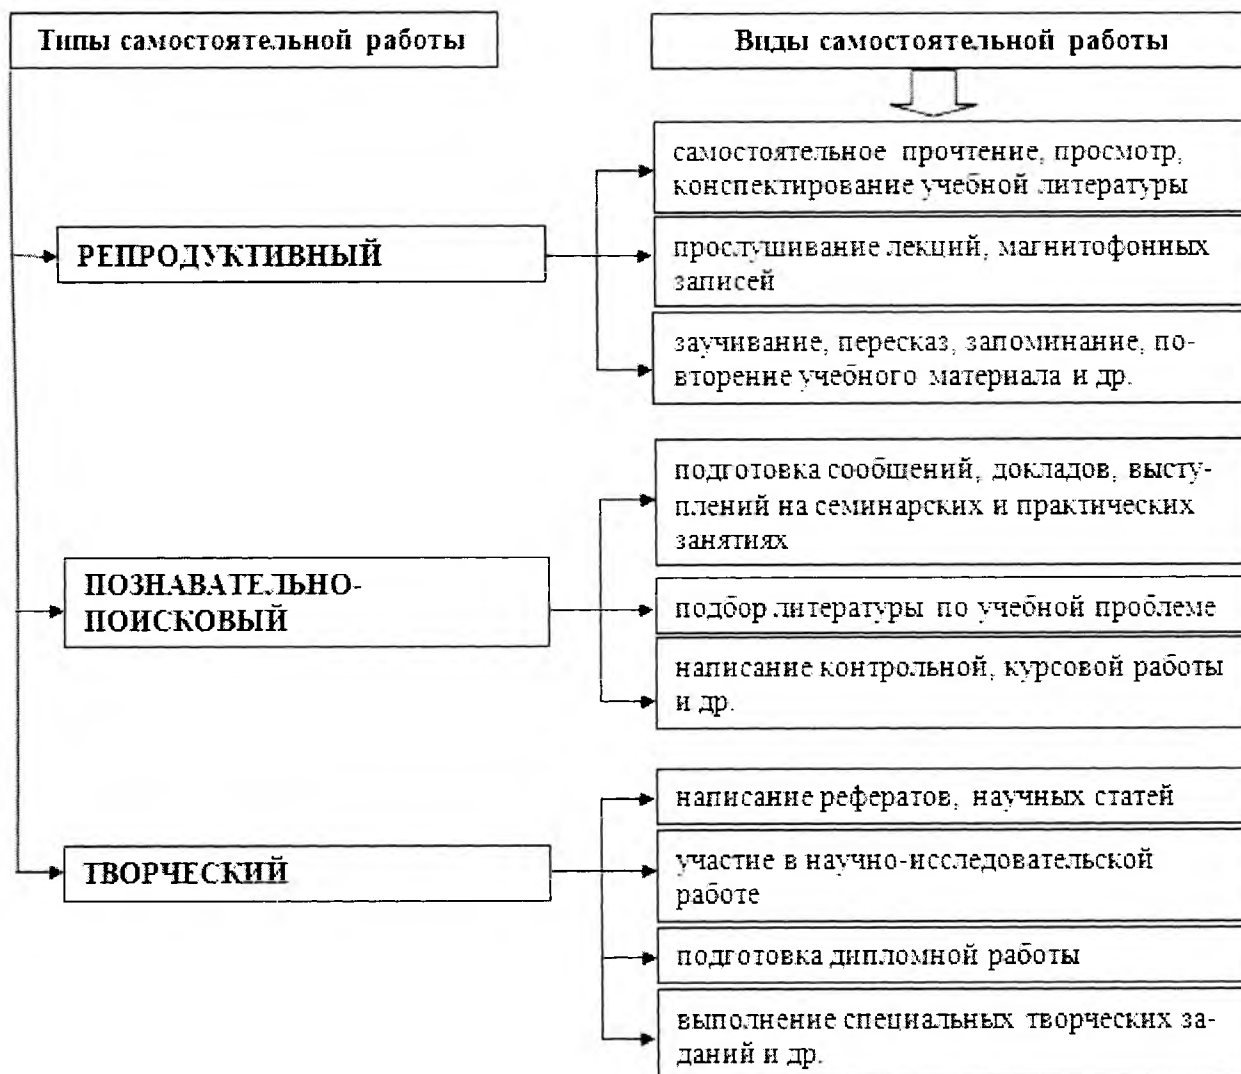 Типы самостоятельной работы
Виды самостоятельной работы
РЕПРОДУКТИВНЫЙ
самостоятельное прочтение, просмотр,
конспектирование учебной литературы
прослушивание лекций, магнитофонных
записей
заучивание, пересказ, запоминание, по-
вторение учебного материала и др.
ПОЗНАВАТЕЛЬНО-
ПОИСКОВЫЙ
подготовка сообщений, докладов, высту-
плений на семинарских и практических
занятиях
подбор литературы по учебной проблеме
написание контрольной, курсовой работы
и др.
ТВОРЧЕСКИЙ
написание рефератов, научных статей
участие в научно-исследовательской
работе
подготовка дипломной работы
выполнение специальных творческих за-
даний и др.